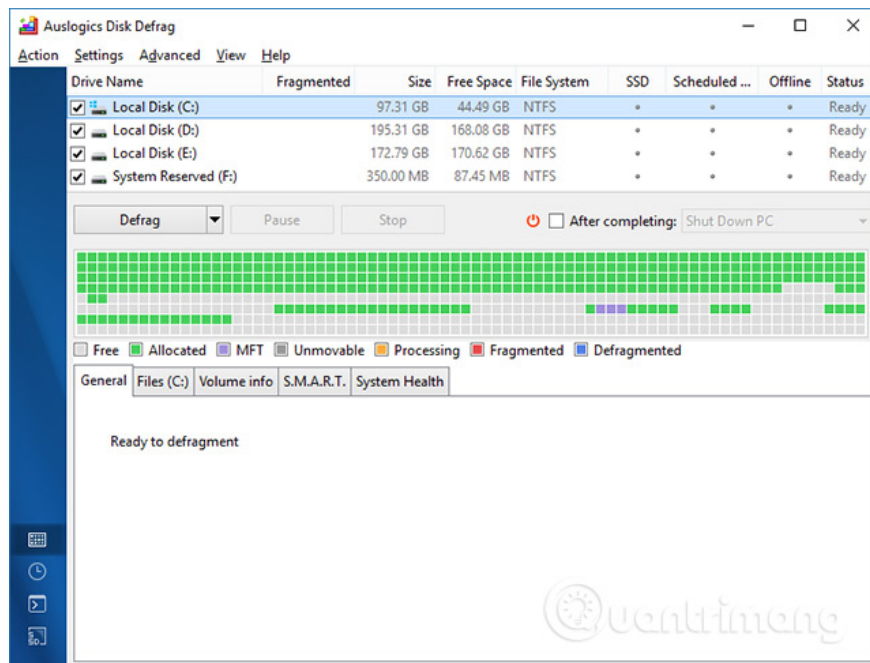 Auslogics Disk Defrag
Action Settings Advanced View Help
Drive Name Fragmented Size Free Space File System SSD Scheduled ... Offline Status
Local Disk (C:) 97.31 GB 44.49 GB NTFS Ready
Local Disk (D:) 195.31 GB 168.08 GB NTFS Ready
Local Disk (E:) 172.79 GB 170.62 GB NTFS Ready
System Reserved (F:) 350.00 MB 87.45 MB NTFS Ready
Defrag Pause Stop After completing: Shut Down PC
Free Allocated MFT Unmovable Processing Fragmented Defragmented
General Files (C:) Volume info S.M.A.R.T. System Health
Ready to defragment
Quantrimang